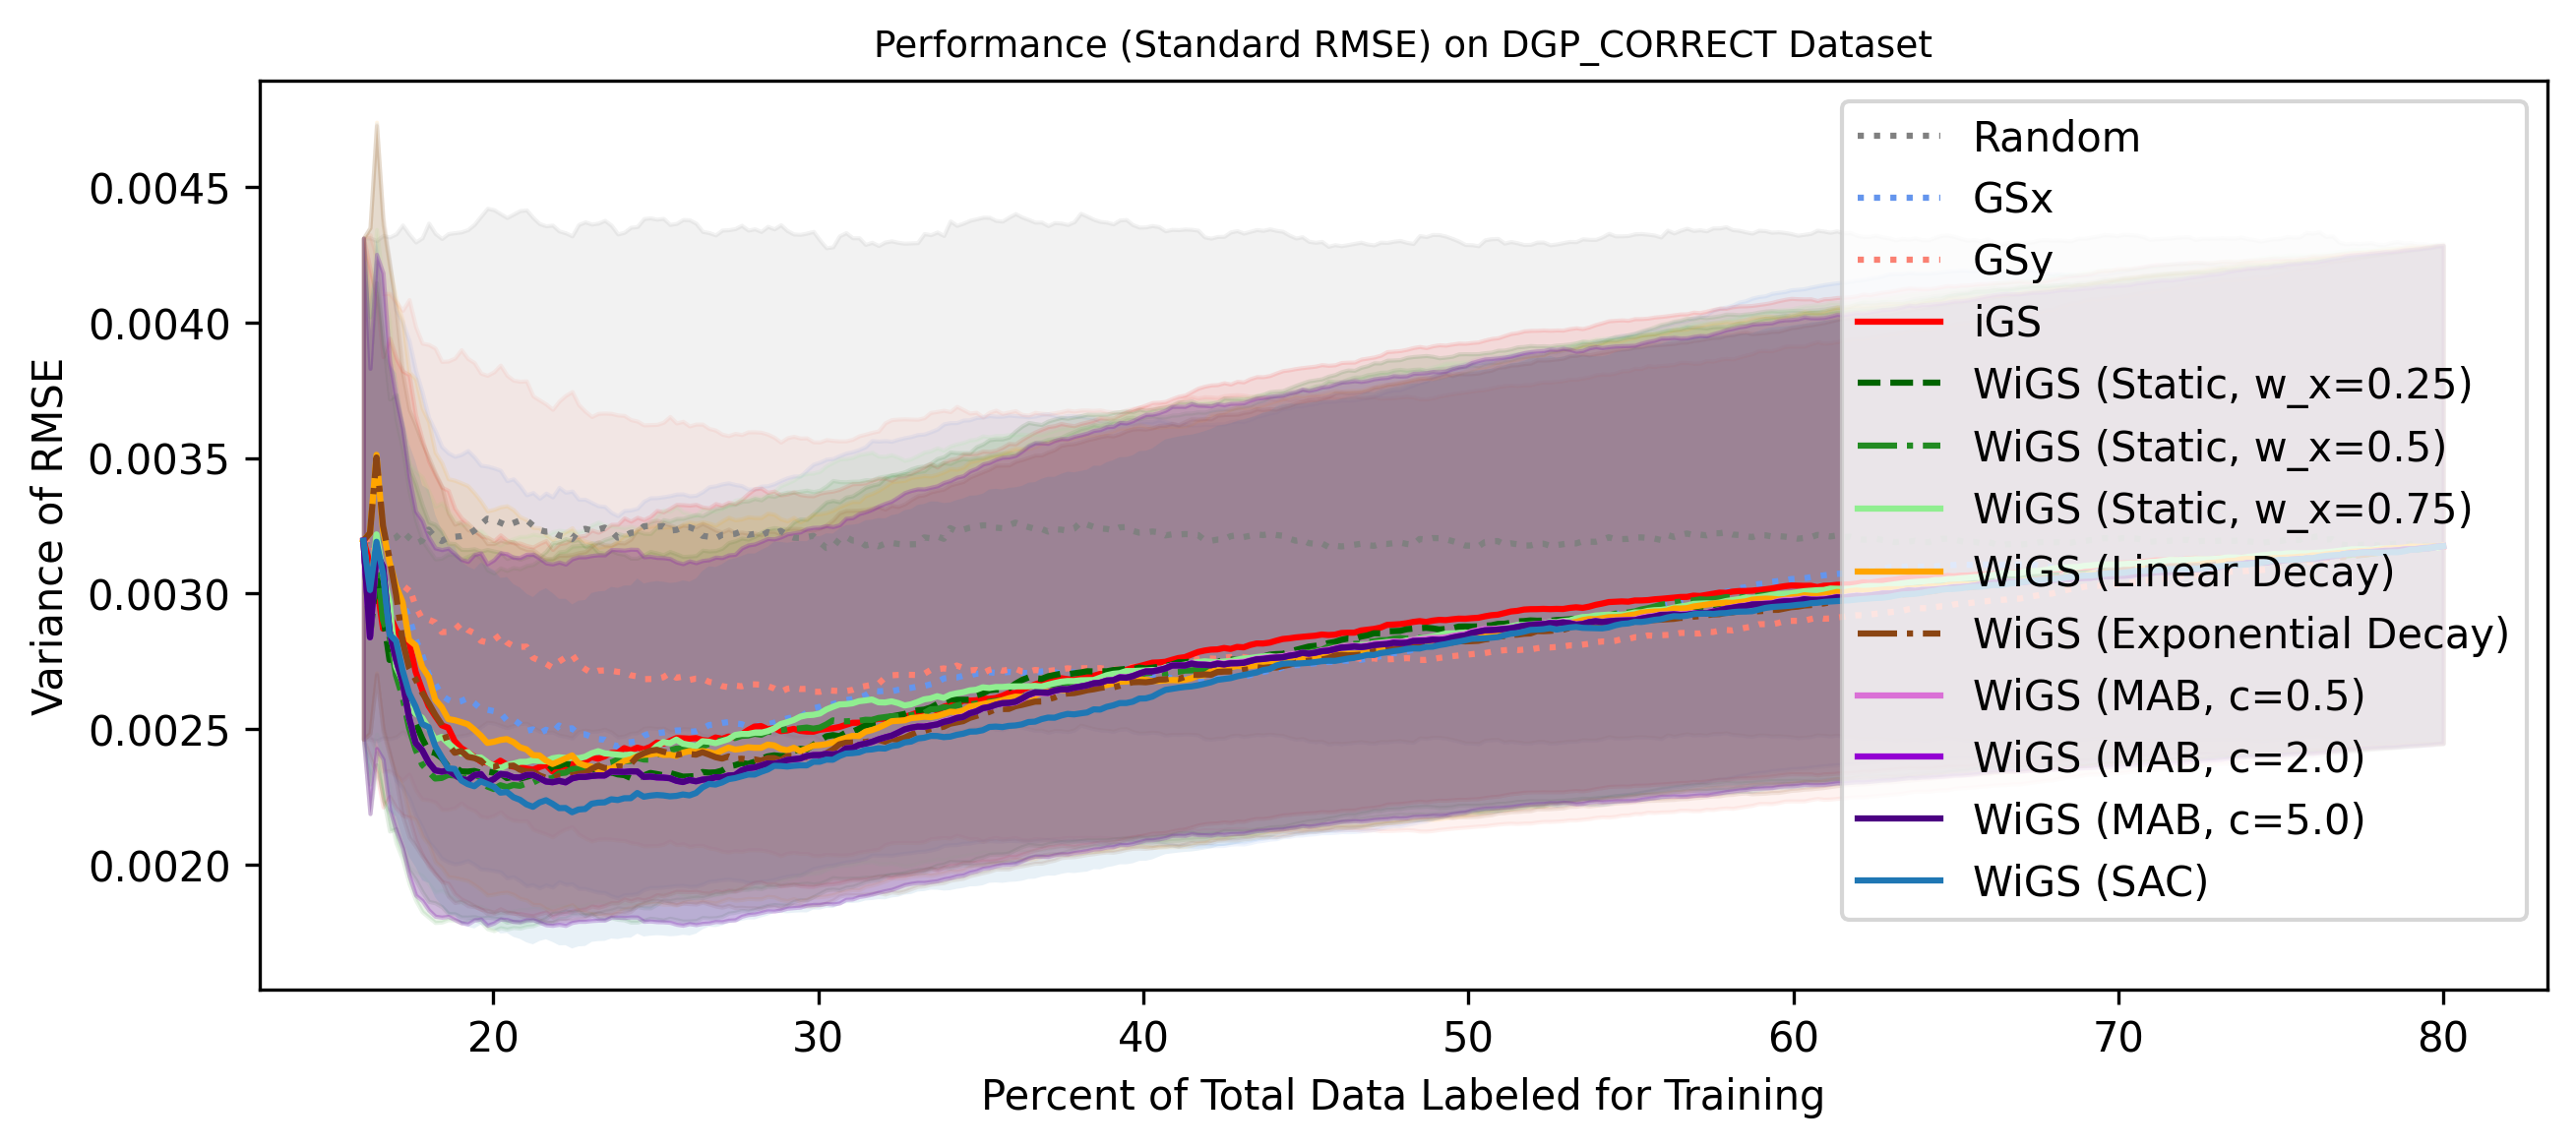 Performance (Standard RMSE) on DGP_CORRECT Dataset
Variance of RMSE
0.0045
0.0040
0.0035
0.0030
0.0025
0.0020
Random
GSx
GSy
iGS
WiGS (Static, w_x=0.25)
WiGS (Static, w_x=0.5)
WiGS (Static, w_x=0.75)
WiGS (Linear Decay)
WiGS (Exponential Decay)
WiGS (MAB, c=0.5)
WiGS (MAB, c=2.0)
WiGS (MAB, c=5.0)
WiGS (SAC)
20 30 40 50 60 70 80
Percent of Total Data Labeled for Training